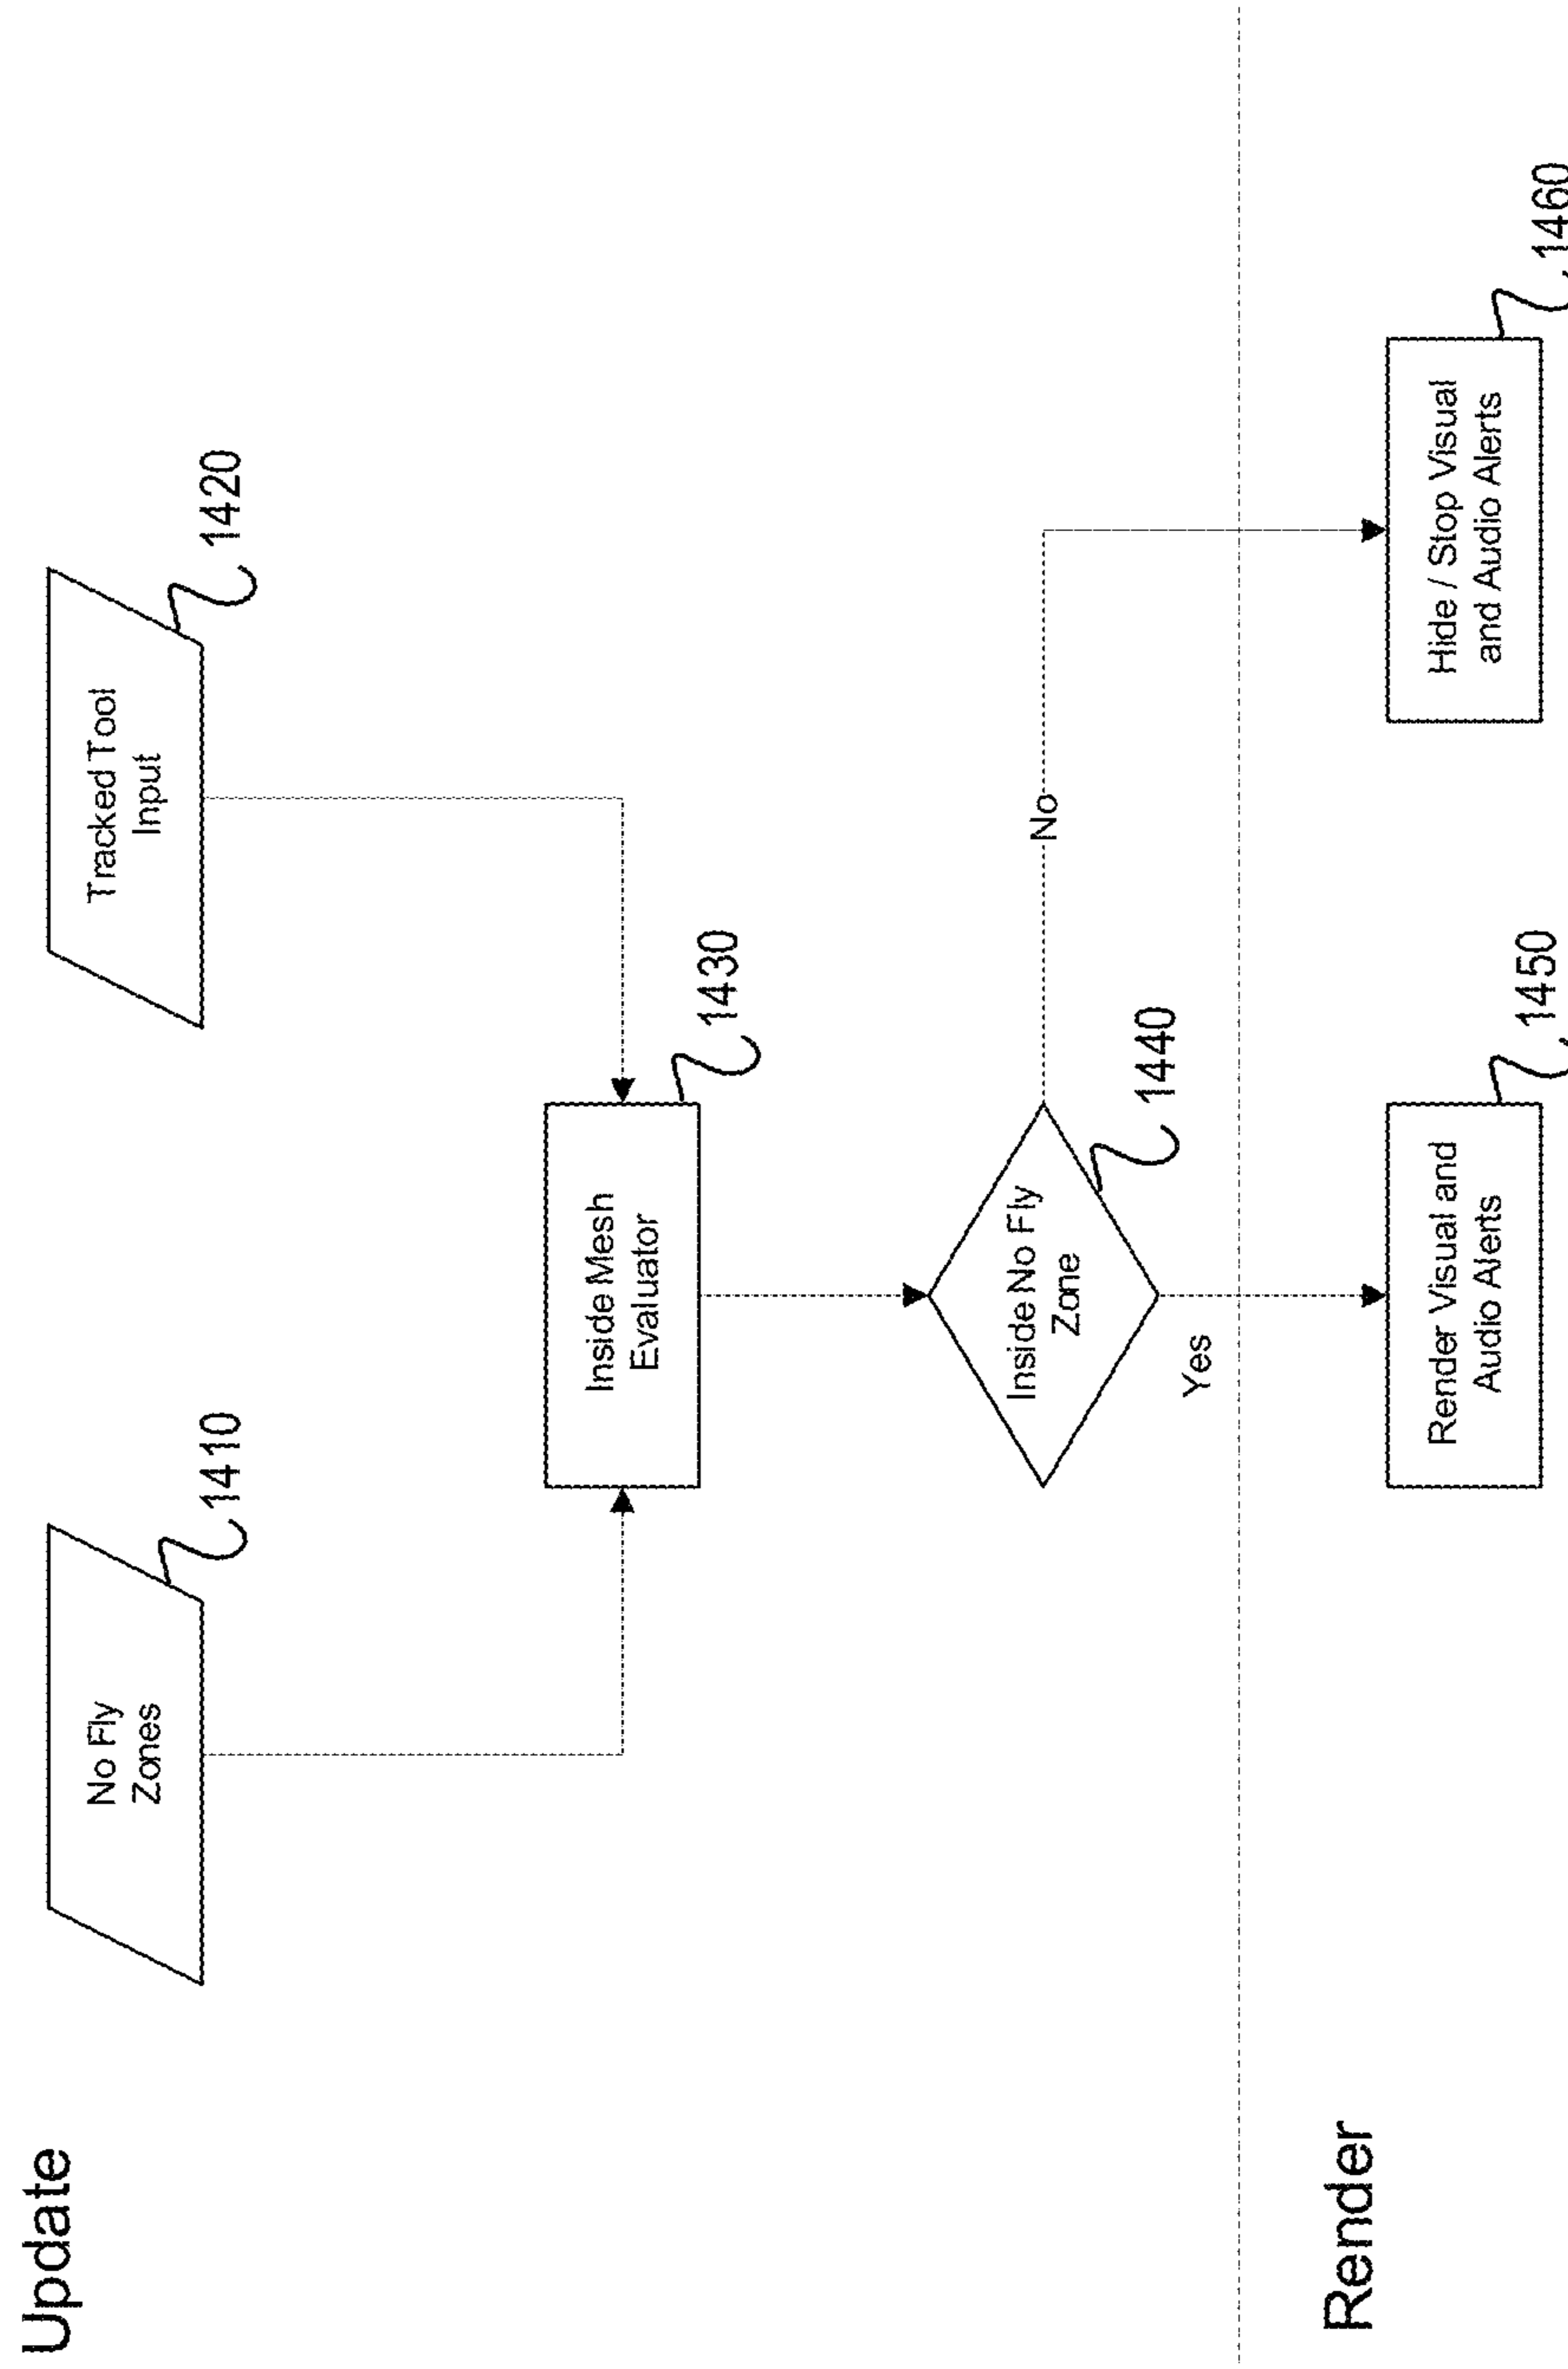 Update
No Fly
Zones
1410
Tracked Tool
Input
1420
Inside Mesh
Evaluator
1430
Inside No Fly
Zone
1440
No
Yes
Render
Render Visual and
Audio Alerts
1450
Hide / Stop Visual
and Audio Alerts
1460